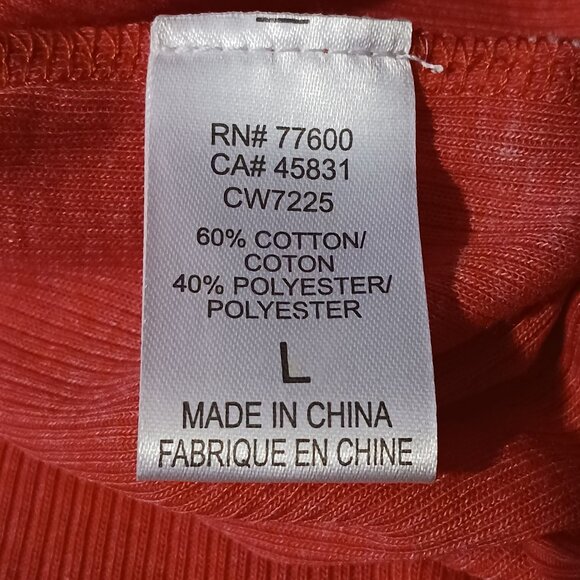 RN# 77600
CA# 45831
CW7225
60% COTTON/
COTON
40% POLYESTER/
POLYESTER
L
MADE IN CHINA
FABRIQUE EN CHINE